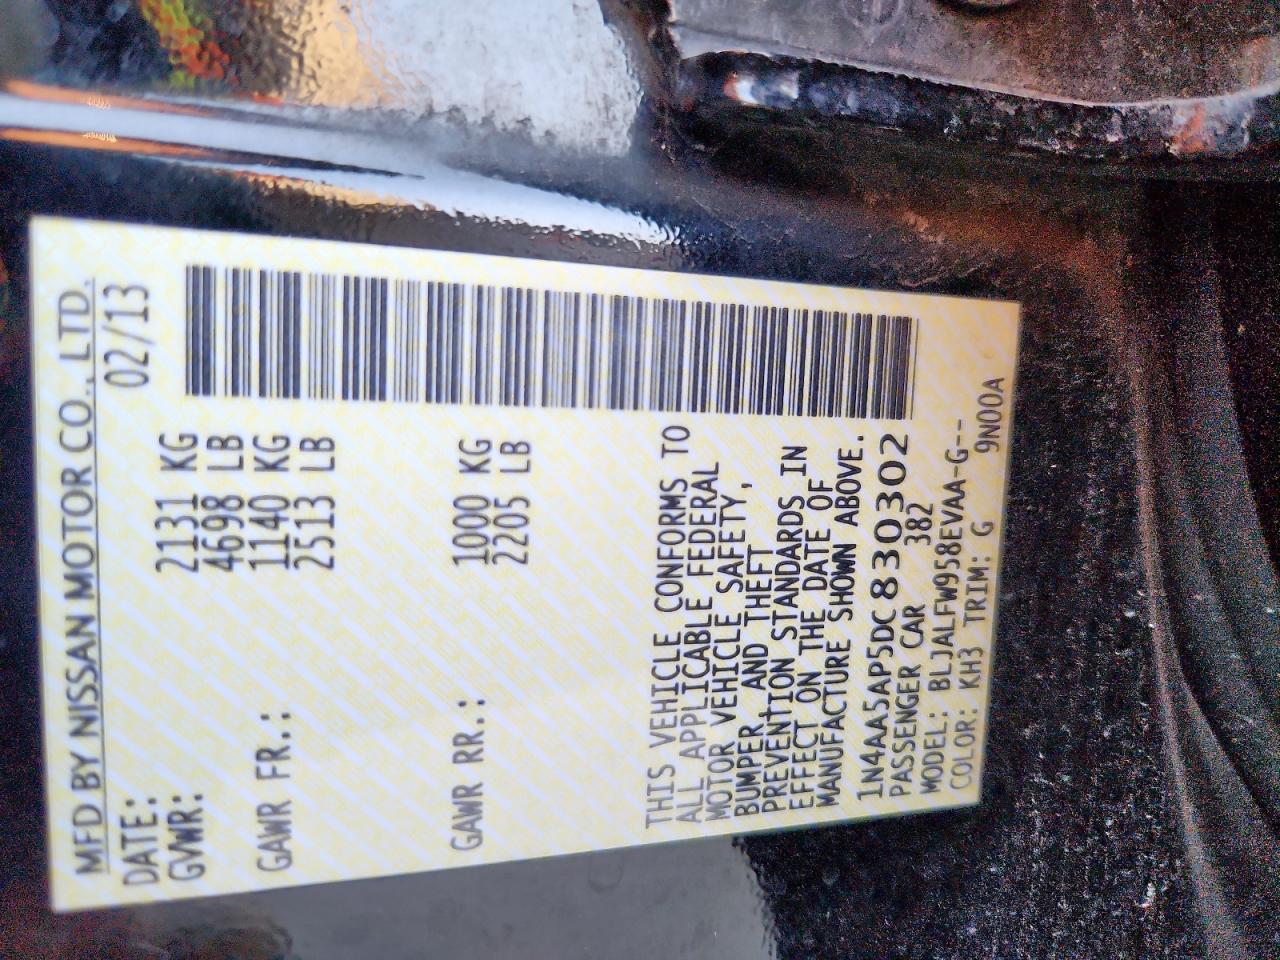 MFD BY NISSAN MOTOR CO., LTD.
DATE: 02/13
GVWR: 2131 KG
4698 LB
GAWR FR.: 1140 KG
2513 LB
GAWR RR.: 1000 KG
2205 LB
THIS VEHICLE CONFORMS TO
ALL APPLICABLE FEDERAL
MOTOR VEHICLE SAFETY,
BUMPER AND THEFT
PREVENTION STANDARDS IN
EFFECT ON THE DATE OF
MANUFACTURE SHOWN ABOVE.
1N4AA5AP5DC830302
PASSENGER CAR 382
MODEL: BLJALFW958EVAA-G--
COLOR: KH3 TRIM: G 9N00A